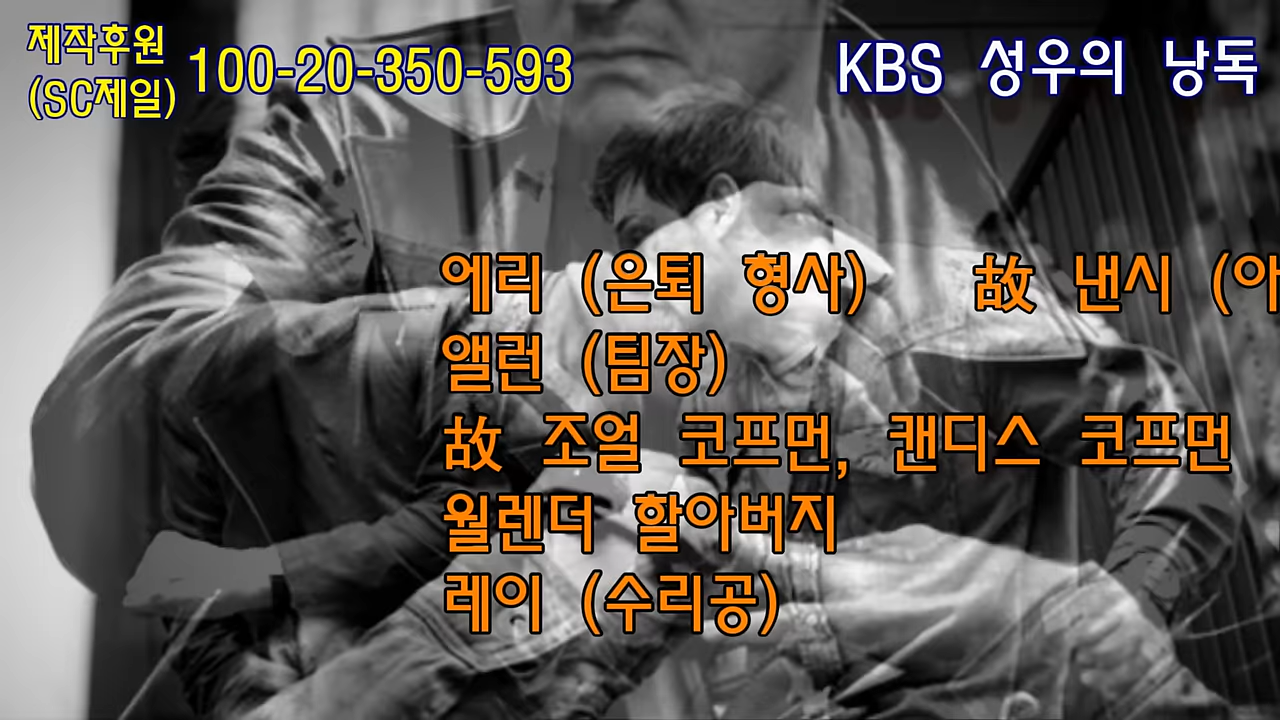 제작후원
(SC제일)
100-20-350-593
KBS 성우의 낭독
에리 (은퇴 형사) 故 낸시 (아
앨런 (팀장)
故 조얼 코프먼, 캔디스 코프먼
월렌더 할아버지
레이 (수리공)